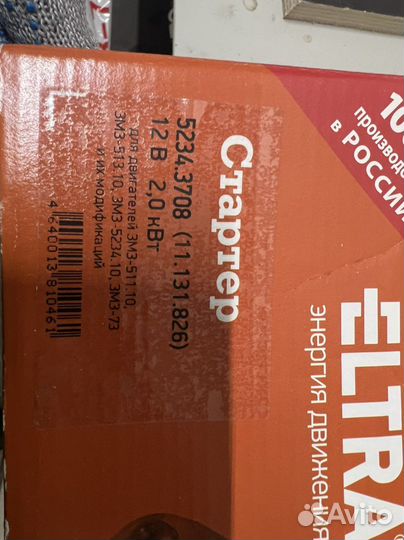 Стартер
5234.3708 (11.131.826)
12 В 2,0 кВт
для двигателей ЗМЗ-511.10,
ЗМЗ-513.10, ЗМЗ-5234.10, ЗМЗ-73
и их модификаций
4 640013 810461
в РОССИИ
ELTRA
энергия движения
Avito